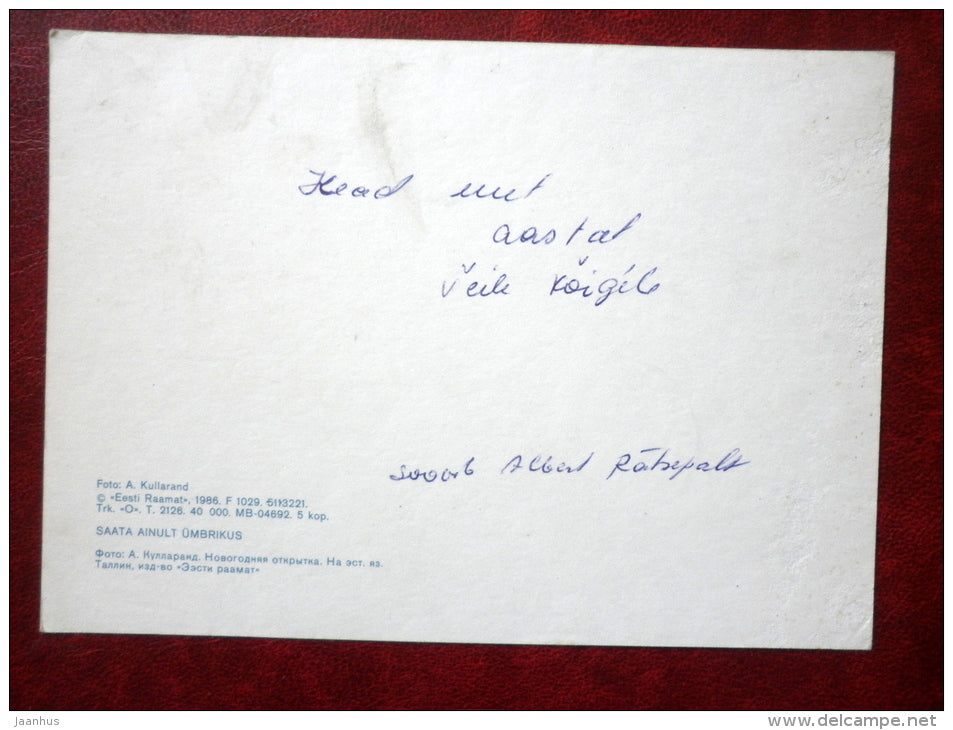 Head uut
aastat
Teile kõigile
soovib Albert Rätsepalt
Foto: A. Kullarand
© «Eesti Raamat», 1986. F 1029. 5113221.
Trk. «O». T. 2126. 40 000. MB-04692. 5 kop.
SAATA AINULT ÜMBRIKUS
Фото: А. Кулларанд. Новогодняя открытка. На эст. яз.
Таллин, изд-во «Ээсти раамат»
jaanhus
www.delcampe.net